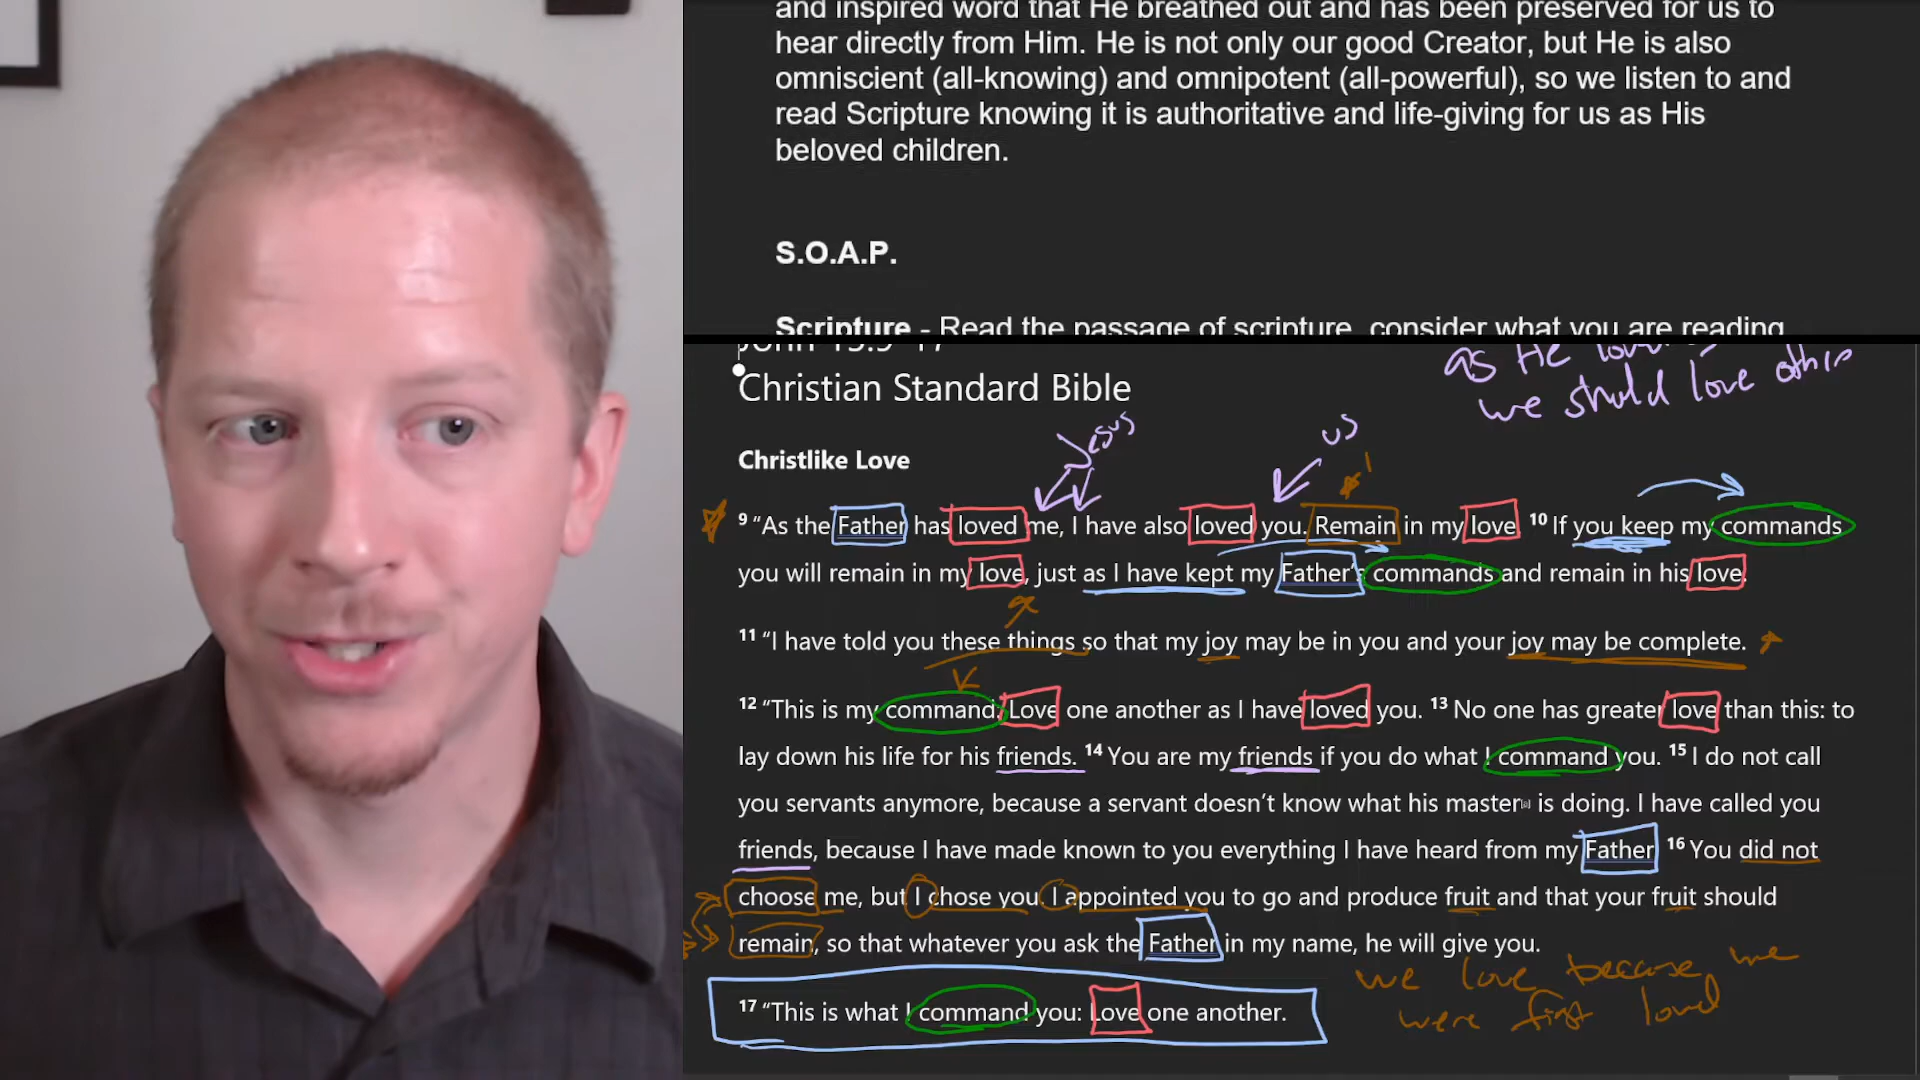 and inspired word that He breathed out and has been preserved for us to
hear directly from Him. He is not only our good Creator, but He is also
omniscient (all-knowing) and omnipotent (all-powerful), so we listen to and
read Scripture knowing it is authoritative and life-giving for us as His
beloved children.
S.O.A.P.
Scripture - Read the passage of scripture, consider what you are reading
John 15:9-17
as He
we should love
Christian Standard Bible
Jesus
us
Christlike Love
9 “As the Father has loved me, I have also loved you. Remain in my love. 10 If you keep my commands
you will remain in my love, just as I have kept my Father’s commands and remain in his love.
11 “I have told you these things so that my joy may be in you and your joy may be complete.
12 “This is my command: Love one another as I have loved you. 13 No one has greater love than this: to
lay down his life for his friends. 14 You are my friends if you do what I command you. 15 I do not call
you servants anymore, because a servant doesn’t know what his master[a] is doing. I have called you
friends, because I have made known to you everything I have heard from my Father. 16 You did not
choose me, but I chose you. I appointed you to go and produce fruit and that your fruit should
remain, so that whatever you ask the Father in my name, he will give you.
we love because we
were first loved
17 “This is what I command you: Love one another.